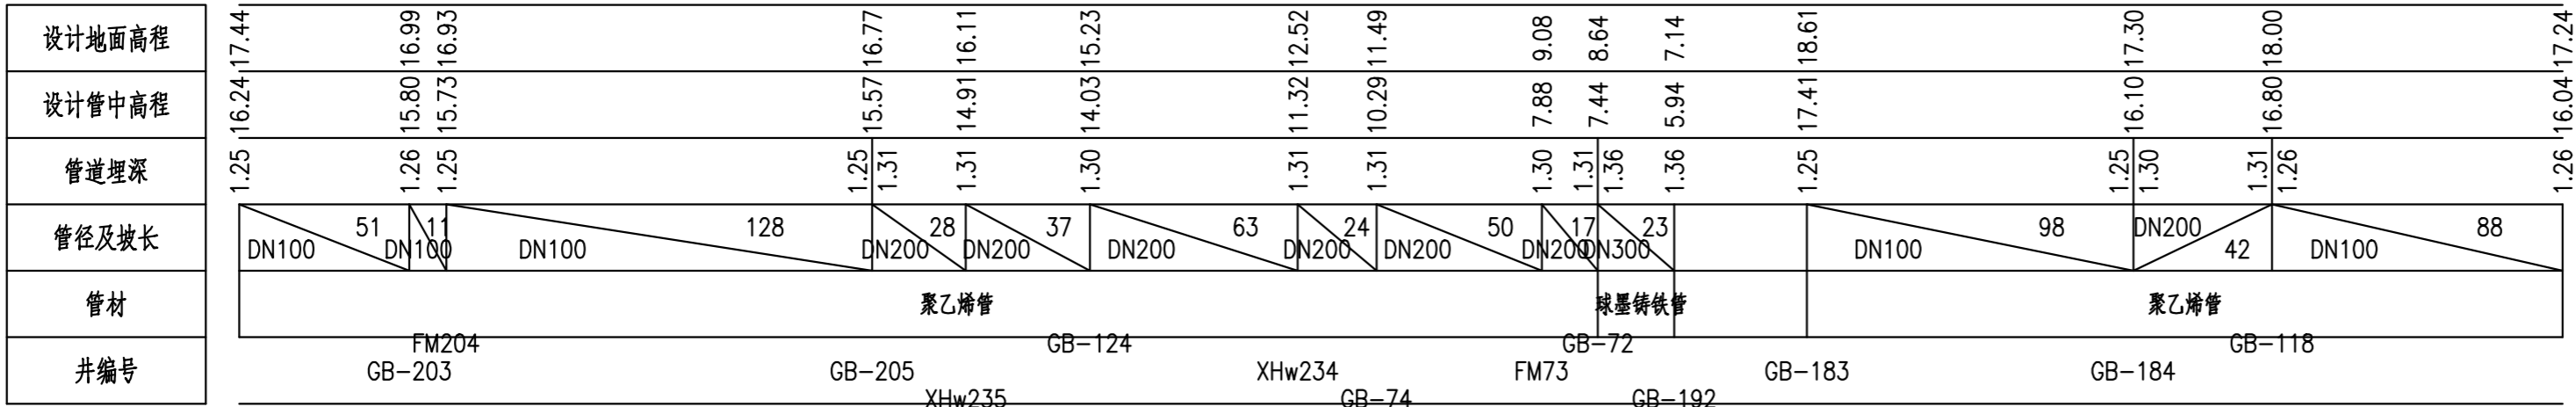 设计地面高程 17.44 16.99 16.93 16.77 16.11 15.23 12.52 11.49 9.08 8.64 7.14 18.61 17.30 18.00 17.24
设计管中高程 16.24 15.80 15.73 15.57 14.91 14.03 11.32 10.29 7.88 7.44 5.94 17.41 16.10 16.80 16.04
管道埋深 1.25 1.26 1.25 1.25 1.31 1.31 1.30 1.31 1.31 1.30 1.31 1.36 1.36 1.25 1.25 1.30 1.31 1.26 1.26
管径及坡长
51 11 128 28 37 63 24 50 17 23 98 DN200 88
DN100 DN100 DN100 DN200 DN200 DN200 DN200 DN200 DN200 DN300 DN100 42 DN100
管材 聚乙烯管 球墨铸铁管 聚乙烯管
FM204 GB-124 GB-72 GB-118
井编号 GB-203 GB-205 XHw234 FM73 GB-183 GB-184
XHw235 GB-74 GB-192